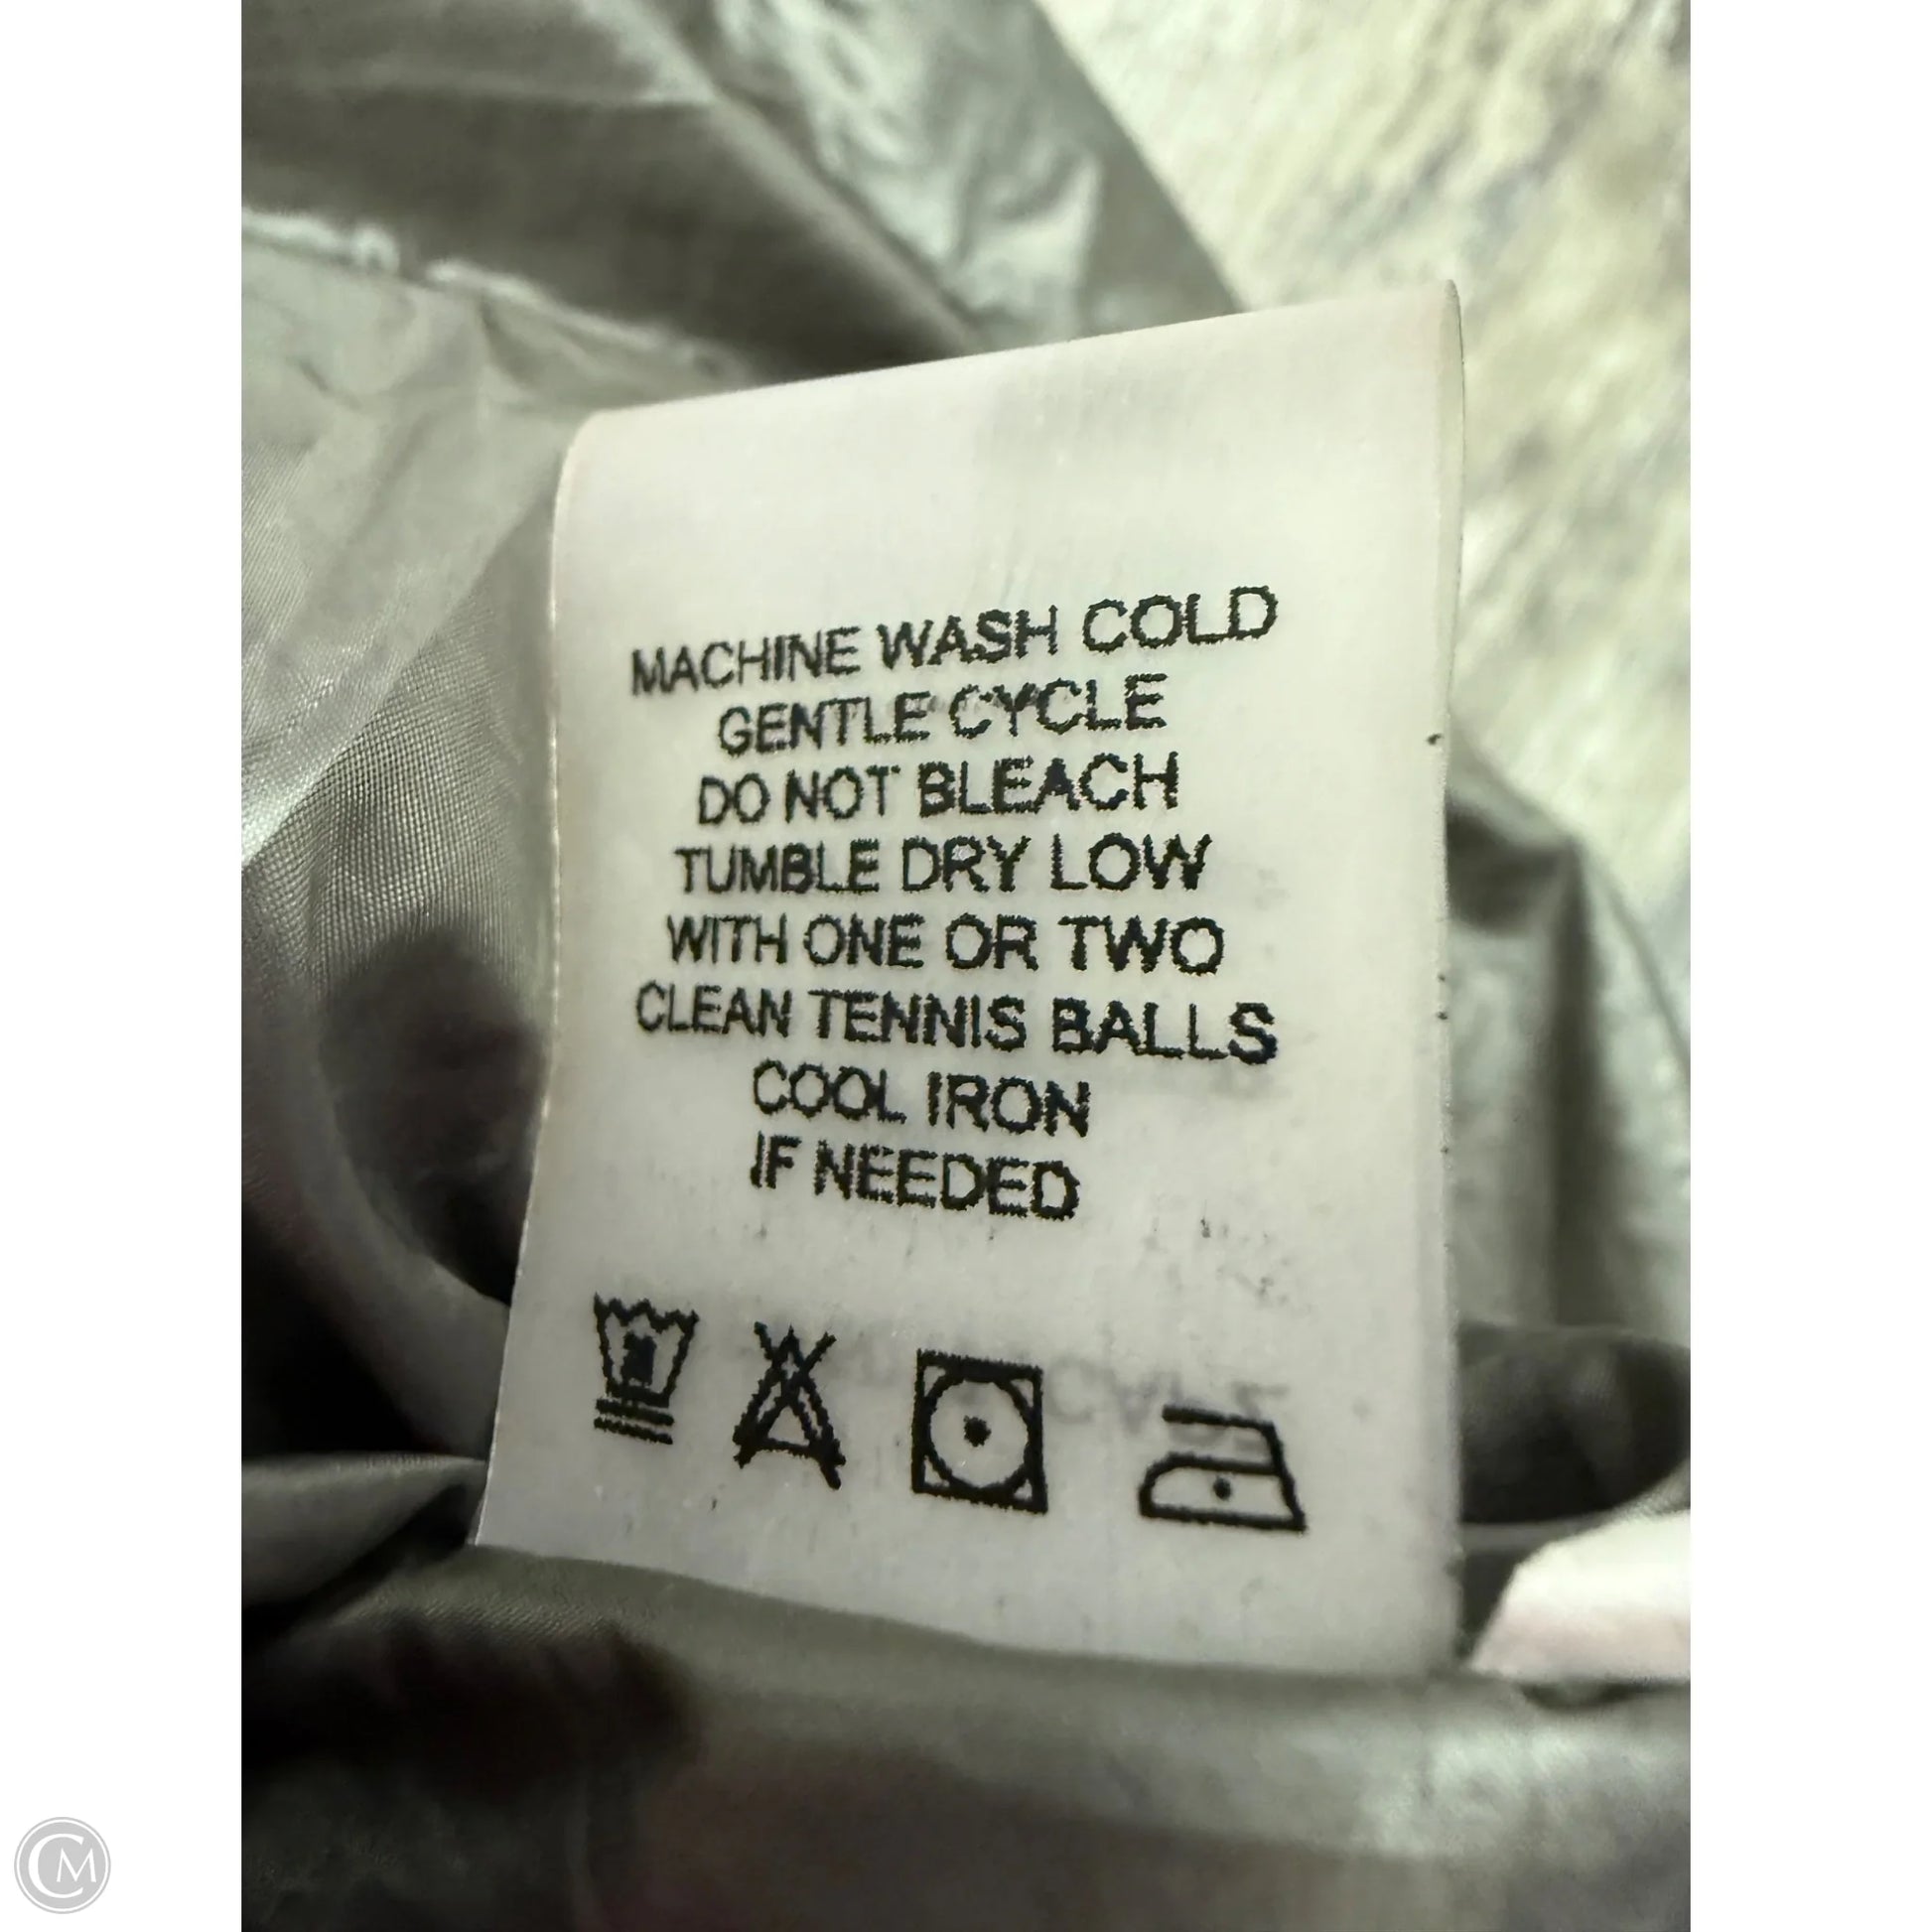 MACHINE WASH COLD
GENTLE CYCLE
DO NOT BLEACH
TUMBLE DRY LOW
WITH ONE OR TWO
CLEAN TENNIS BALLS
COOL IRON
IF NEEDED
CM